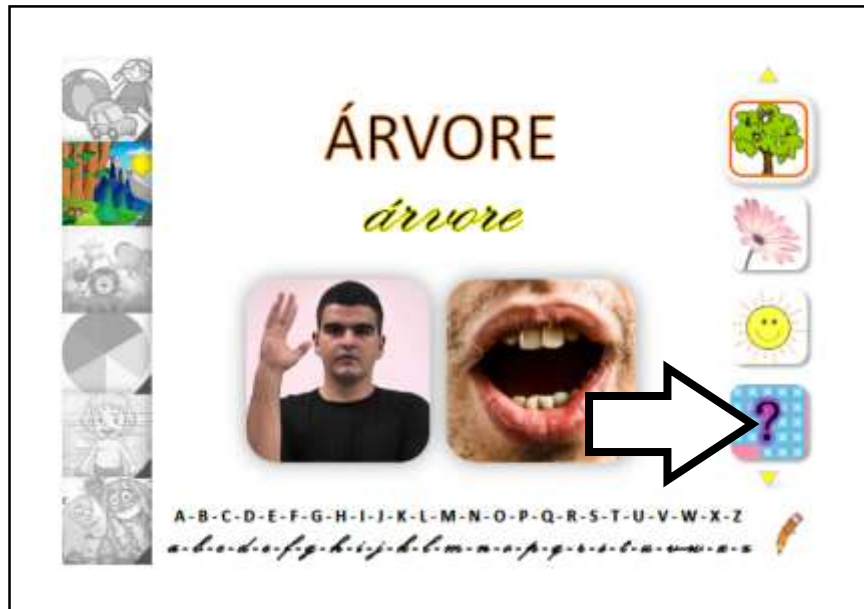 ÁRVORE
árvore
?
A-B-C-D-E-F-G-H-I-J-K-L-M-N-O-P-Q-R-S-T-U-V-W-X-Z
a-b-c-d-e-f-g-h-i-j-k-l-m-n-o-p-q-r-s-t-u-v-w-x-z